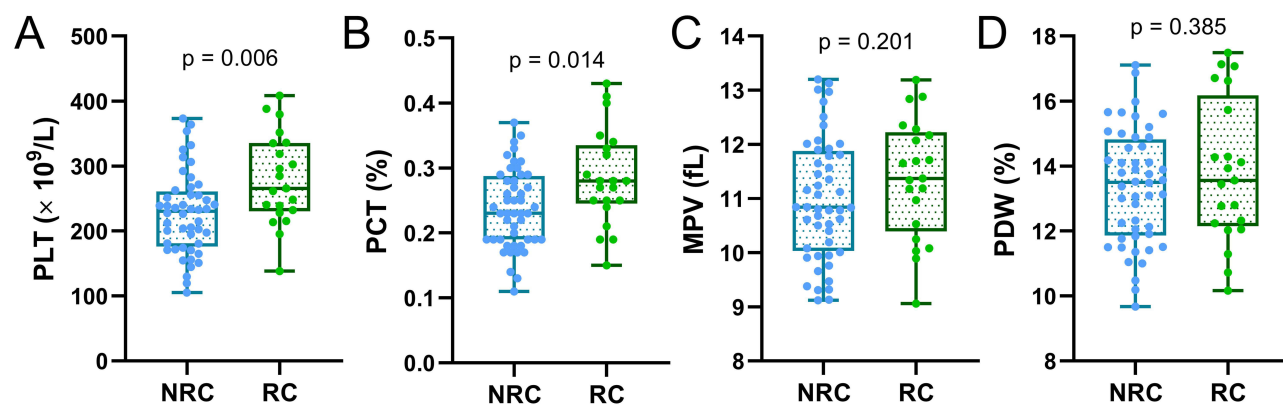 A
PLT (× 10⁹/L)
500
400
300
200
100
0
p = 0.006
NRC
RC
B
PCT (%)
0.5
0.4
0.3
0.2
0.1
0.0
p = 0.014
NRC
RC
C
MPV (fL)
14
13
12
11
10
9
8
p = 0.201
NRC
RC
D
PDW (%)
18
16
14
12
10
8
p = 0.385
NRC
RC